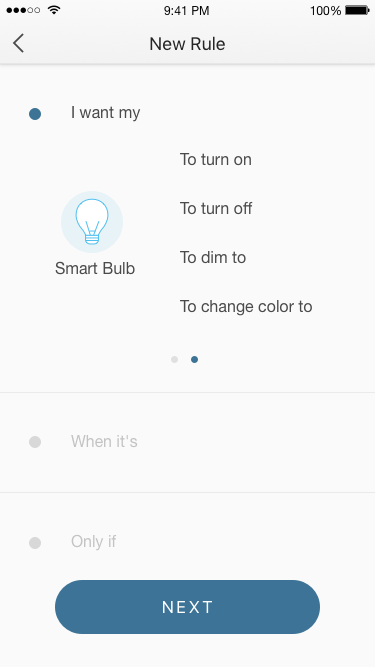 9:41 PM
100%
New Rule
I want my
To turn on
To turn off
Smart Bulb
To dim to
To change color to
When it's
Only if
NEXT